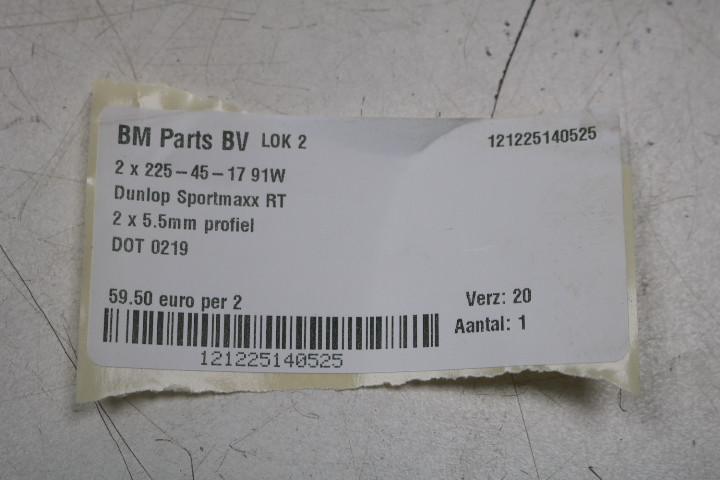 BM Parts BV LOK 2 121225140525
2 x 225-45-17 91W
Dunlop Sportmaxx RT
2 x 5.5mm profiel
DOT 0219
59.50 euro per 2 Verz: 20
Aantal: 1
121225140525